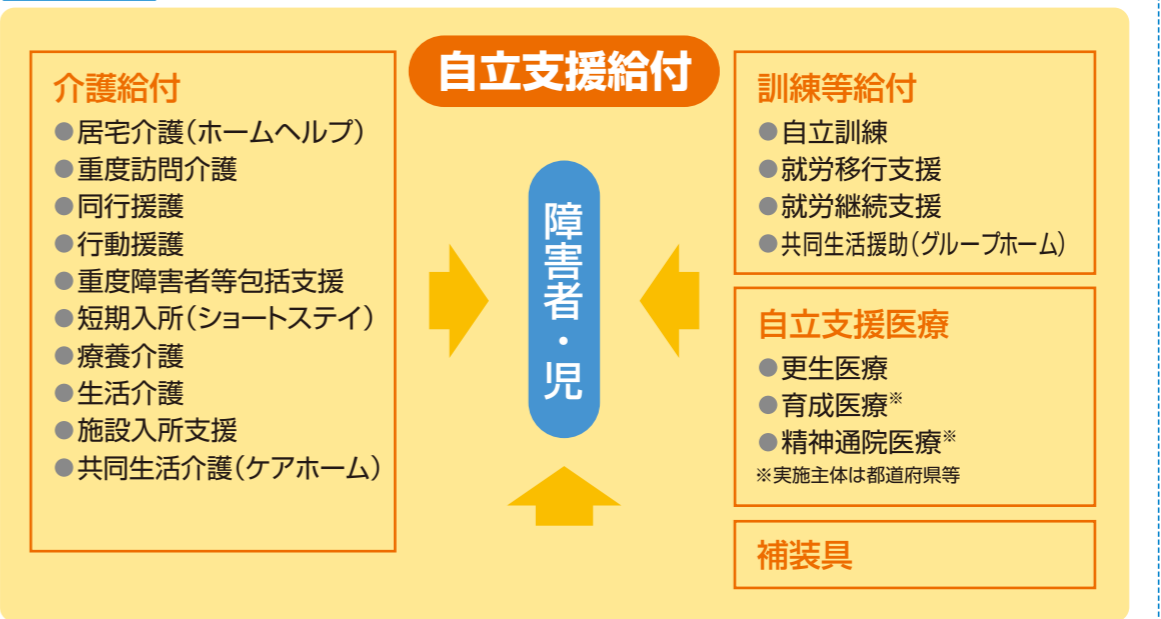 自立支援給付
介護給付
●居宅介護(ホームヘルプ)
●重度訪問介護
●同行援護
●行動援護
●重度障害者等包括支援
●短期入所(ショートステイ)
●療養介護
●生活介護
●施設入所支援
●共同生活介護(ケアホーム)
障害者・児
訓練等給付
●自立訓練
●就労移行支援
●就労継続支援
●共同生活援助(グループホーム)
自立支援医療
●更生医療
●育成医療※
●精神通院医療※
※実施主体は都道府県等
補装具